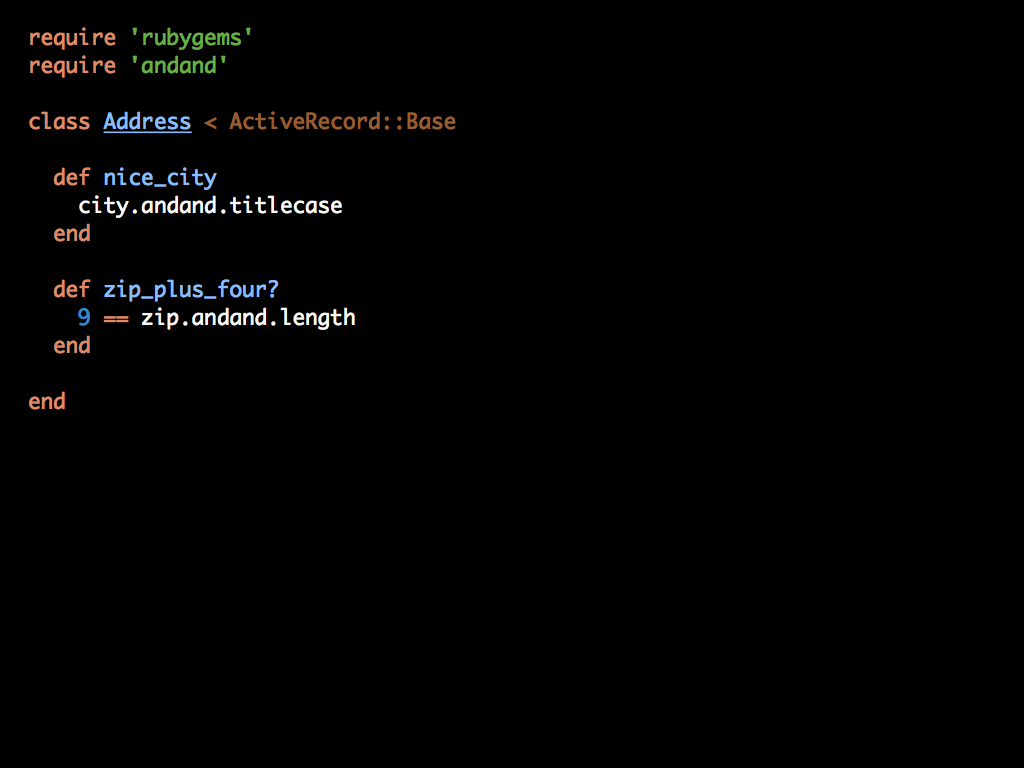 require 'rubygems'
require 'andand'
class Address < ActiveRecord::Base
def nice_city
city.andand.titlecase
end
def zip_plus_four?
9 == zip.andand.length
end
end